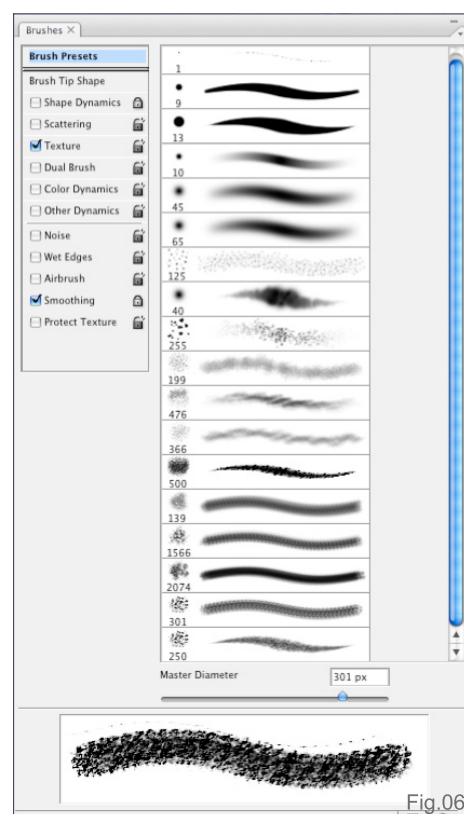 Brushes ×
Brush Presets
Brush Tip Shape
Shape Dynamics
Scattering
Texture
Dual Brush
Color Dynamics
Other Dynamics
Noise
Wet Edges
Airbrush
Smoothing
Protect Texture
1
9
13
10
45
65
125
40
255
199
476
366
500
139
1566
2074
301
250
Master Diameter 301 px
Fig.06